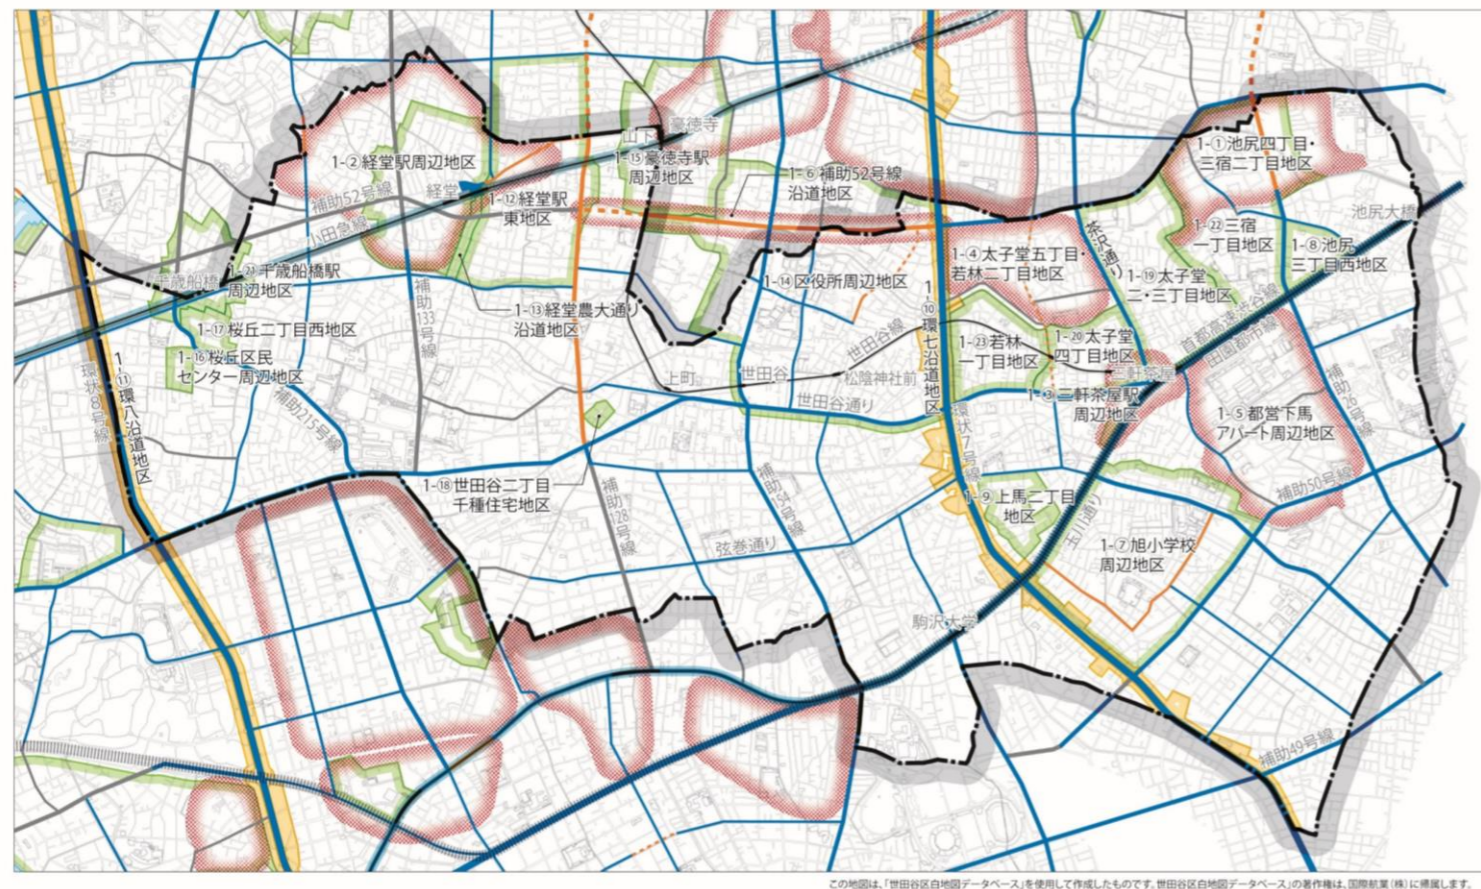 豪徳寺
山下
1-②経堂駅周辺地区
1-⑮豪徳寺駅
周辺地区
1-①池尻四丁目・
三宿二丁目地区
1-⑥補助52号線
沿道地区
経堂
補助52号線
1-⑫経堂駅
東地区
池尻大橋
小田急線
1-㉒三宿
一丁目地区
1-⑧池尻
三丁目西地区
茶沢通り
1-④太子堂五丁目・
若林二丁目地区
千歳船橋
1-㉑千歳船橋駅
周辺地区
1-⑭区役所周辺地区
1-⑲太子堂
二・三丁目地区
補助133号線
1-⑬経堂農大通り
沿道地区
1-⑩環七沿道地区
首都高速渋谷線
田園都市線
1-⑰桜丘二丁目西地区
世田谷線
1-㉓若林
一丁目地区
1-⑳太子堂
四丁目地区
1-⑯桜丘区民
センター周辺地区
1-⑪環八沿道地区
環状8号線
上町
世田谷
松陰神社前
三軒茶屋
1-③三軒茶屋駅
周辺地区
補助26号線
世田谷通り
環状7号線
補助215号線
1-⑤都営下馬
アパート周辺地区
1-⑱世田谷二丁目
千種住宅地区
補助128号線
補助154号線
補助50号線
1-⑨上馬二丁目
地区
玉川通り
弦巻通り
1-⑦旭小学校
周辺地区
駒沢大学
補助49号線
この地図は、「世田谷区白地図データベース」を使用して作成したものです。世田谷区白地図データベース」の著作権は、国際航業(株)に帰属します。